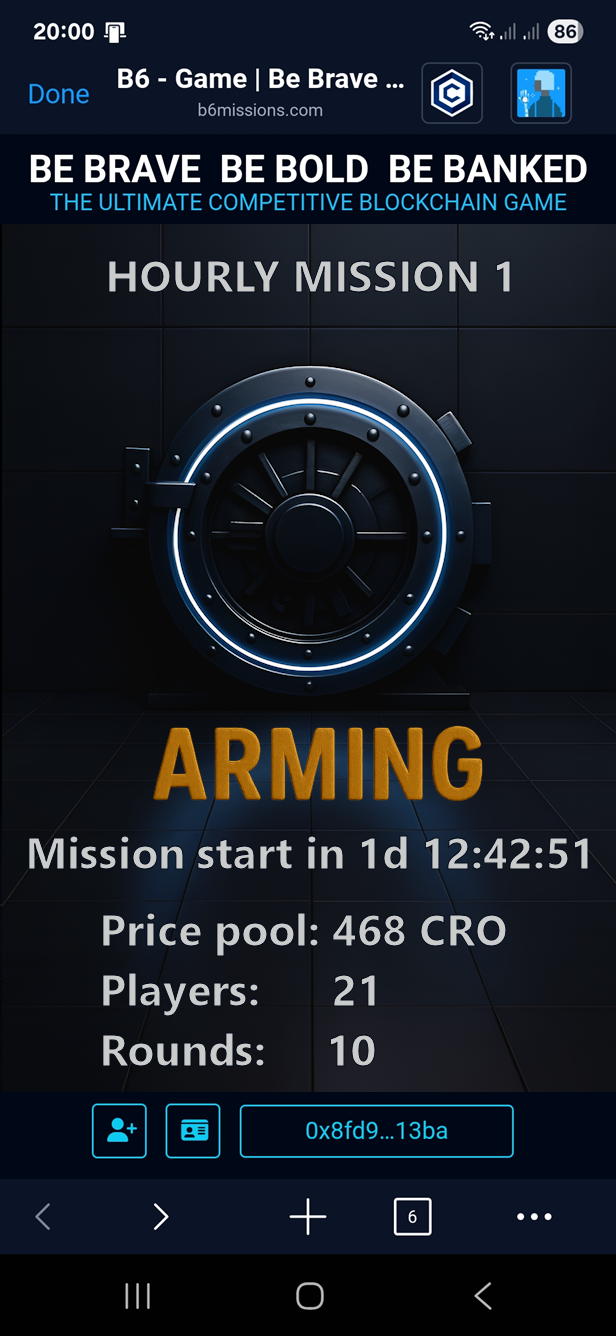 20:00
86
Done
B6 - Game | Be Brave ...
b6missions.com
BE BRAVE BE BOLD BE BANKED
THE ULTIMATE COMPETITIVE BLOCKCHAIN GAME
HOURLY MISSION 1
ARMING
Mission start in 1d 12:42:51
Price pool: 468 CRO
Players: 21
Rounds: 10
0x8fd9...13ba
6